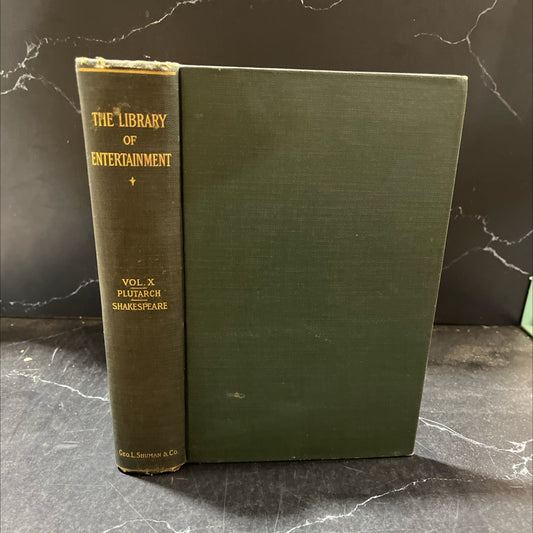 THE LIBRARY
OF
ENTERTAINMENT
VOL. X
PLUTARCH
SHAKESPEARE
GEO. L. SHUMAN & CO.